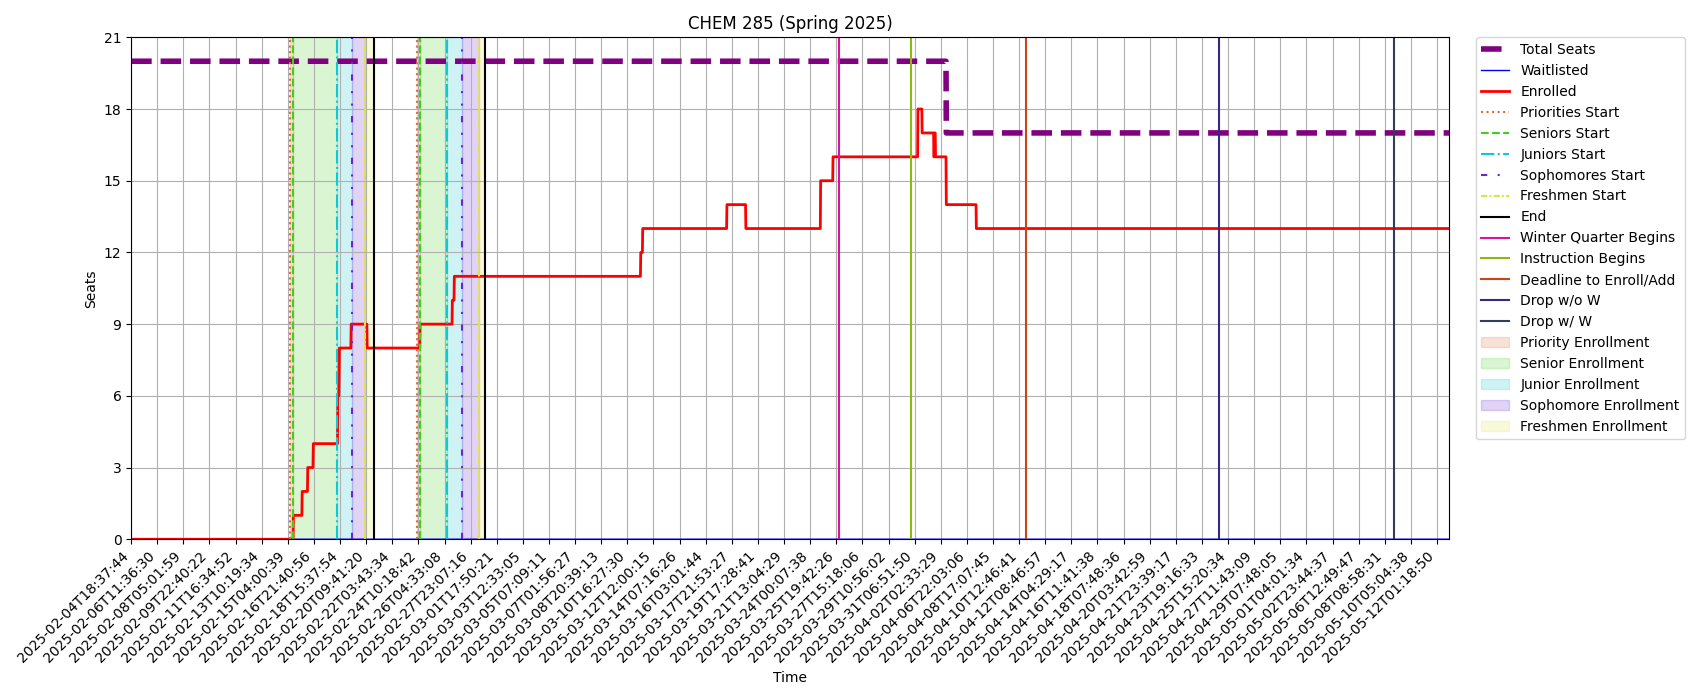 CHEM 285 (Spring 2025)
Seats
21
18
15
12
9
6
3
0
2025-02-04T18:37:44
2025-02-06T11:36:30
2025-02-08T05:01:59
2025-02-09T22:40:22
2025-02-11T16:34:52
2025-02-13T10:19:34
2025-02-15T04:00:39
2025-02-16T21:40:56
2025-02-18T15:37:54
2025-02-20T09:41:20
2025-02-22T03:43:34
2025-02-24T10:18:42
2025-02-26T04:33:09
2025-02-27T23:07:16
2025-03-01T17:50:21
2025-03-03T12:33:05
2025-03-05T07:09:11
2025-03-07T01:56:27
2025-03-08T20:39:13
2025-03-10T16:27:30
2025-03-12T12:00:15
2025-03-14T07:16:26
2025-03-16T03:01:44
2025-03-17T21:53:27
2025-03-19T17:28:41
2025-03-21T13:04:29
2025-03-24T00:07:38
2025-03-25T19:42:26
2025-03-27T15:18:06
2025-03-29T10:56:02
2025-03-31T06:51:50
2025-04-02T02:33:29
2025-04-06T22:03:06
2025-04-08T17:07:45
2025-04-10T12:46:41
2025-04-12T08:46:57
2025-04-14T04:29:17
2025-04-16T11:41:38
2025-04-18T07:48:36
2025-04-20T03:42:59
2025-04-21T23:39:17
2025-04-23T19:16:33
2025-04-25T15:20:34
2025-04-27T11:43:09
2025-04-29T07:48:05
2025-05-01T04:01:34
2025-05-02T23:44:37
2025-05-06T12:49:47
2025-05-08T08:58:31
2025-05-10T05:04:38
2025-05-12T01:18:50
Time
Total Seats
Waitlisted
Enrolled
Priorities Start
Seniors Start
Juniors Start
Sophomores Start
Freshmen Start
End
Winter Quarter Begins
Instruction Begins
Deadline to Enroll/Add
Drop w/o W
Drop w/ W
Priority Enrollment
Senior Enrollment
Junior Enrollment
Sophomore Enrollment
Freshmen Enrollment